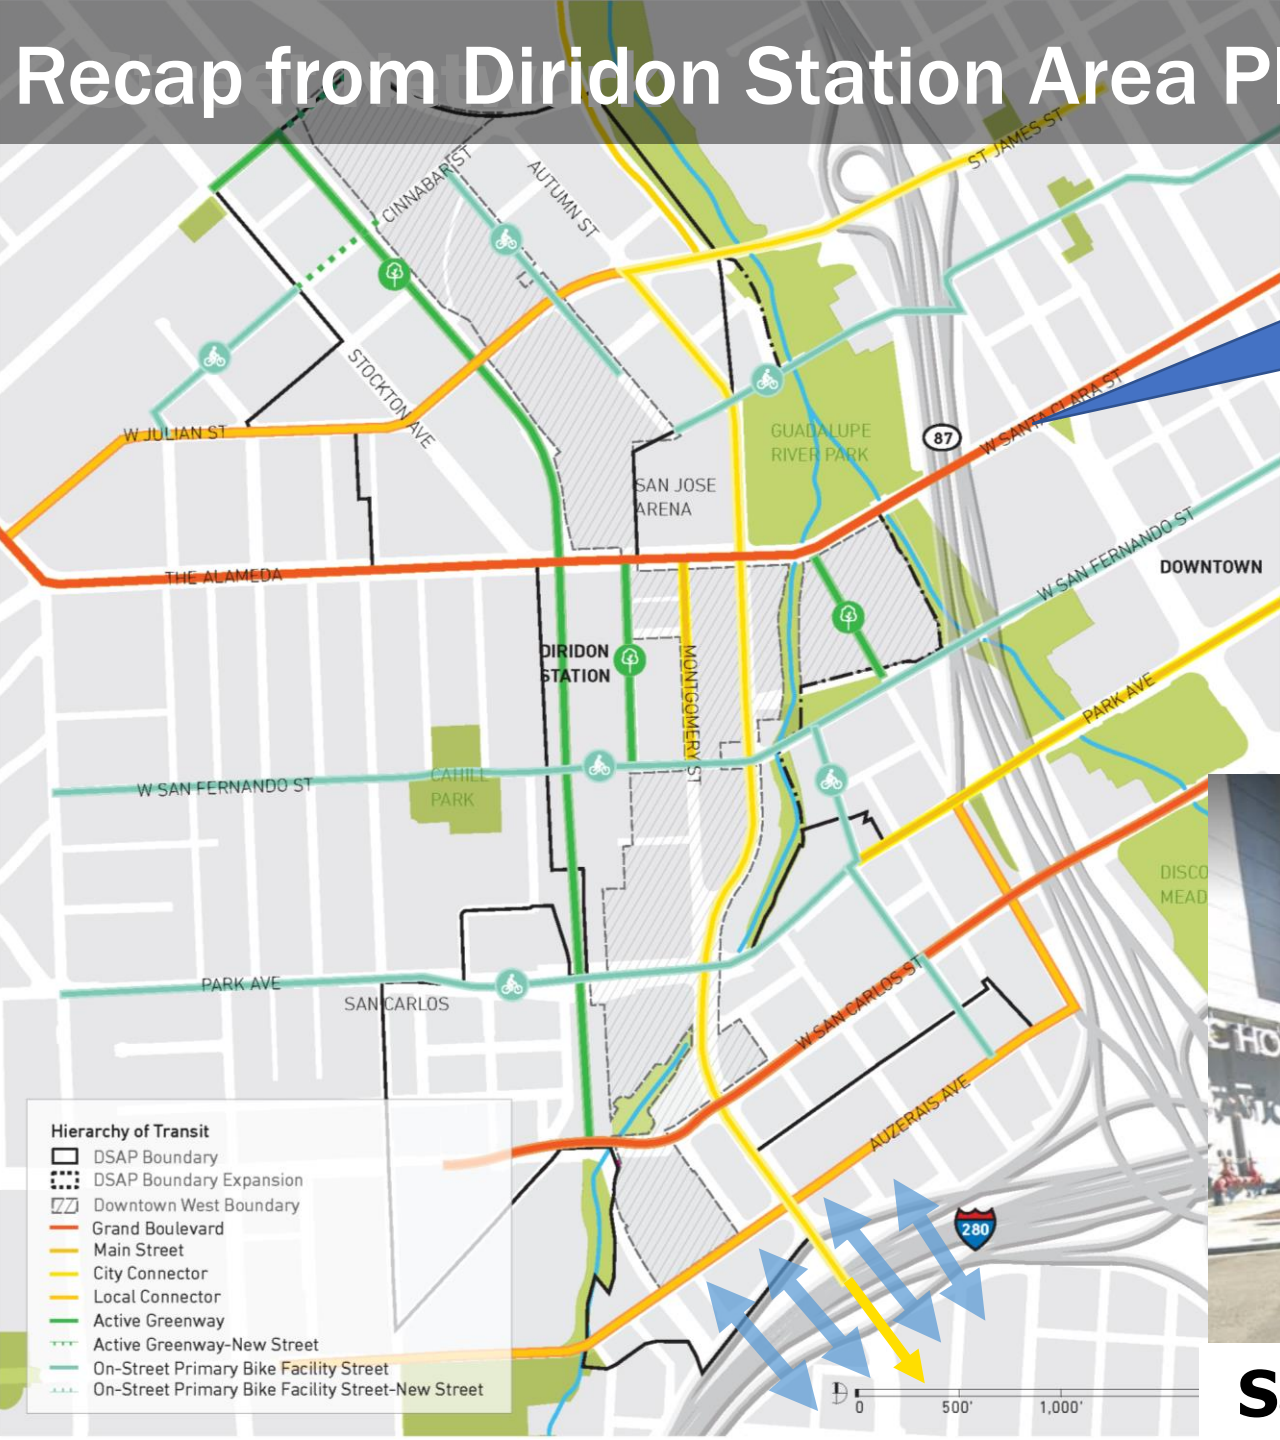 Recap from Diridon Station Area Pl
ST JAMES ST
CINNABAR ST
AUTUMN ST
STOCKTON AVE
W JULIAN ST
GUADALUPE
RIVER PARK
87
W SANTA CLARA ST
SAN JOSE
ARENA
W SAN FERNANDO ST
DOWNTOWN
THE ALAMEDA
DIRIDON
STATION
MONTGOMERY ST
PARK AVE
W SAN FERNANDO ST
CAHILL
PARK
DISCO
MEAD
PARK AVE
SAN CARLOS
W SAN CARLOS ST
AUZERAIS AVE
280
Hierarchy of Transit
DSAP Boundary
DSAP Boundary Expansion
Downtown West Boundary
Grand Boulevard
Main Street
City Connector
Local Connector
Active Greenway
Active Greenway-New Street
On-Street Primary Bike Facility Street
On-Street Primary Bike Facility Street-New Street
0 500' 1,000'
S